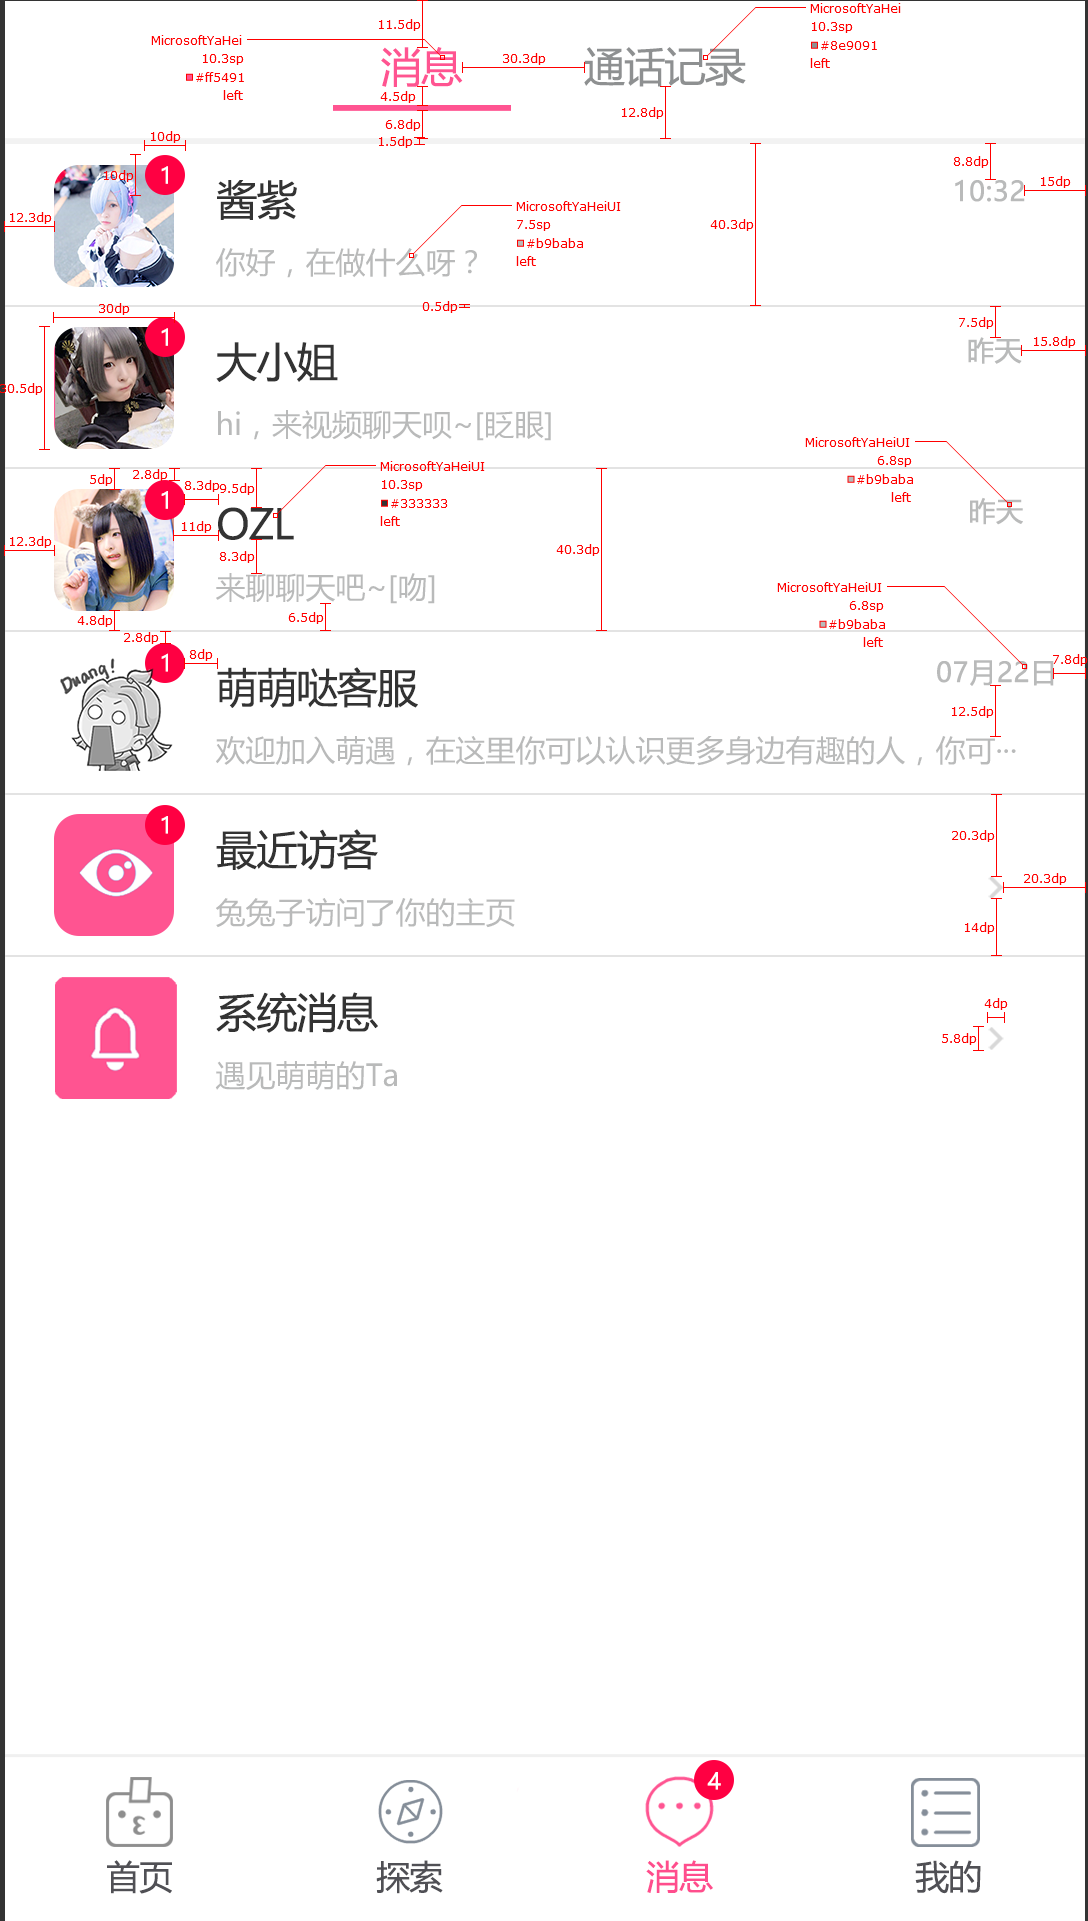 11.5dp
MicrosoftYaHei
10.3sp
#8e9091
left
MicrosoftYaHei
10.3sp
#ff5491
left
消息
30.3dp
通话记录
4.5dp
12.8dp
6.8dp
1.5dp
10dp
10dp
1
12.3dp
酱紫
你好，在做什么呀？
MicrosoftYaHeiUI
7.5sp
#b9baba
left
40.3dp
8.8dp
10:32
15dp
0.5dp
30dp
30.5dp
1
大小姐
hi，来视频聊天呗~[眨眼]
7.5dp
昨天
15.8dp
MicrosoftYaHeiUI
6.8sp
#b9baba
left
5dp
2.8dp
8.3dp
9.5dp
MicrosoftYaHeiUI
10.3sp
#333333
left
1
11dp
OZL
昨天
12.3dp
8.3dp
40.3dp
来聊聊天吧~[吻]
6.5dp
4.8dp
2.8dp
MicrosoftYaHeiUI
6.8sp
#b9baba
left
Duang!
1
8dp
萌萌哒客服
07月22日
7.8dp
12.5dp
欢迎加入萌遇，在这里你可以认识更多身边有趣的人，你可···
1
最近访客
兔兔子访问了你的主页
20.3dp
20.3dp
14dp
系统消息
遇见萌萌的Ta
4dp
5.8dp
4
首页
探索
消息
我的